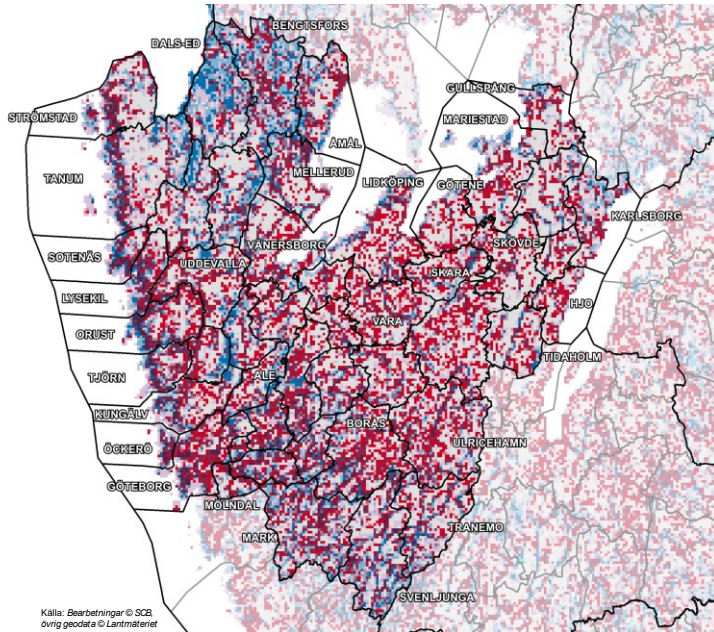 BENGTSFORS
DALS-ED
GULLSPÅNG
STRÖMSTAD
MARIESTAD
ÅMÅL
MELLERUD
TANUM
LIDKÖPING
GÖTENE
KARLSBORG
VÄNERSBORG
SKÖVDE
SOTENÄS
UDDEVALLA
SKARA
LYSEKIL
HJO
VARA
ORUST
TIDAHOLM
TJÖRN
ALE
KUNGÄLV
BORÅS
ULRICEHAMN
ÖCKERÖ
GÖTEBORG
MÖLNDAL
TRANEMO
MARK
SVENLJUNGA
Källa: Bearbetningar © SCB,
övrig geodata © Lantmäteriet